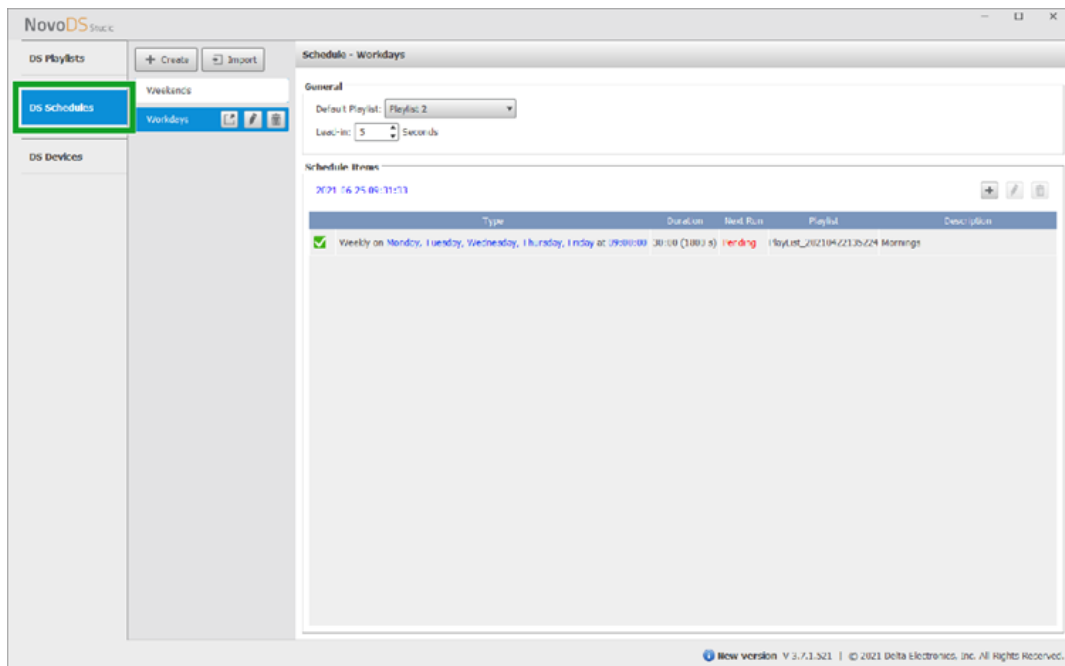 NovoDS Studio
DS Playlists
DS Schedules
DS Devices
+ Create Import
Weekends
Workdays
Schedule - Workdays
General
Default Playlist: Playlist 2
Lead-in: 5 Seconds
Schedule Items
2021-06-25 09:31:33
Type Duration Next Run Playlist Description
Weekly on Monday, Tuesday, Wednesday, Thursday, Friday at 09:00:00 30:00 (1800 s) Pending PlayList_20210422135224 Mornings
New version V 3.7.1.521 | © 2021 Delta Electronics, Inc. All Rights Reserved.